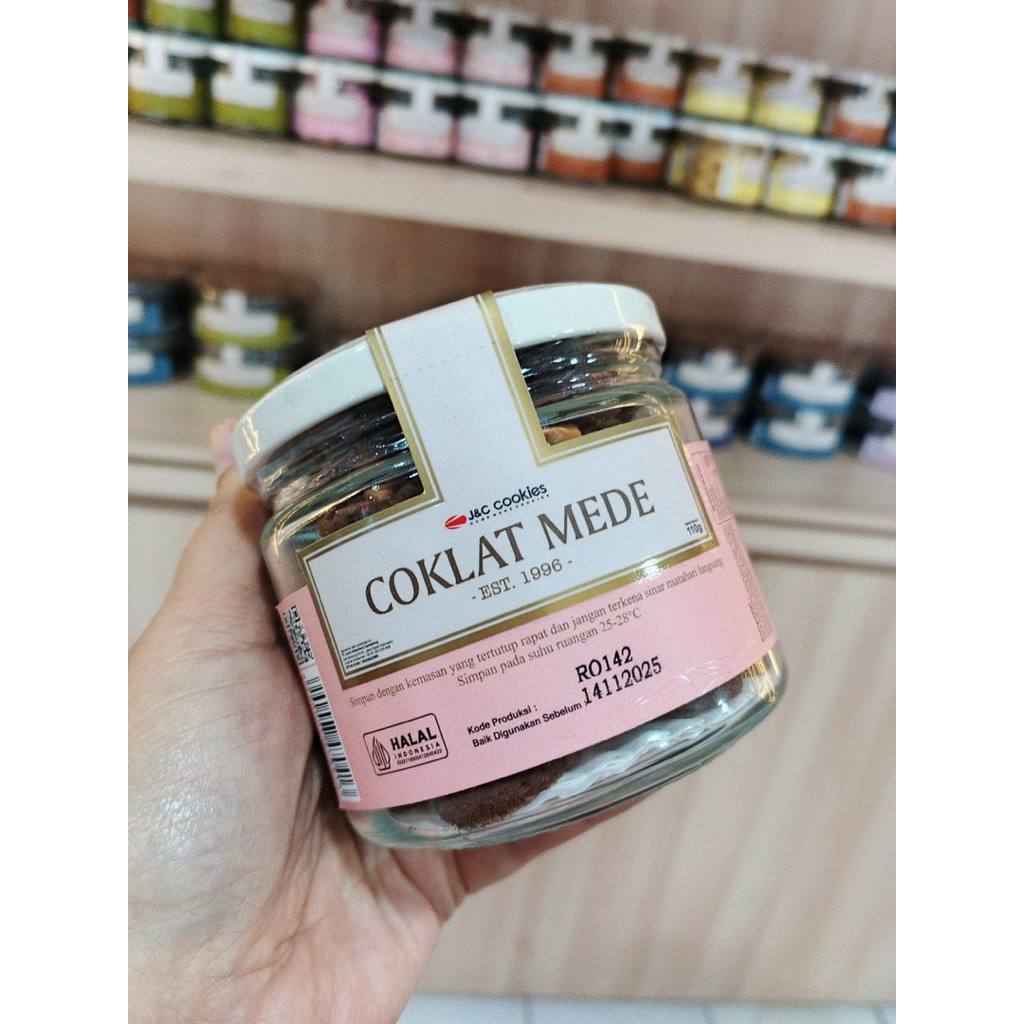 J&C COOKIES
COKLAT MEDE
-EST. 1996 -
110g
Simpan dengan kemasan yang tertutup rapat dan jangan terkena sinar matahari langsung
Simpan pada suhu ruangan 25-28°C
RO142
Kode Produksi :
14112025
Baik Digunakan Sebelum :
HALAL
INDONESIA